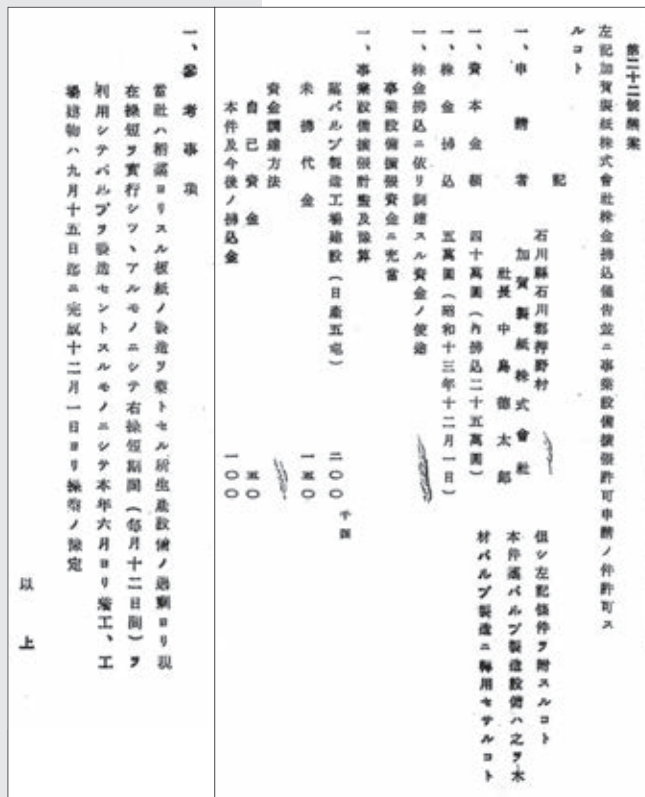 第二十二號議案
左記加賀製紙株式會社株金拂込催告並ニ事業設備擴張許可申請ノ件許可ス
ルコト
記
一、申請者
石川縣石川郡押野村
加賀製紙株式會社
社長 中島德太郎
一、資本金額 四十萬圓(內拂込二十五萬圓)
一、株金拂込 五萬圓(昭和十三年十二月一日)
一、株金拂込ニ依リ調達スル資金ノ使途
事業設備擴張資金ニ充當
一、事業設備擴張計畫及豫算
藁パルプ製造工場建設(日產五屯) 二〇〇千圓
未拂代金 一五〇
資金調達方法
自己資金 五〇
本件及今後ノ拂込金 一〇〇
但シ左記條件ヲ附スルコト
本件藁パルプ製造設備ハ之ヲ木
材パルプ製造ニ轉用セサルコト
一、參考事項
當社ハ稻藁ヨリスル板紙ノ製造ヲ業トセル所生產設備ノ過剩ヨリ現
在操短ヲ實行シツヽアルモノニシテ右操短期間(每月十二日間)ヲ
利用シテパルプヲ製造セントスルモノニシテ本年六月ヨリ着工、工
場建物ハ九月十五日迄ニ完成十二月一日ヨリ操業ノ豫定
以上